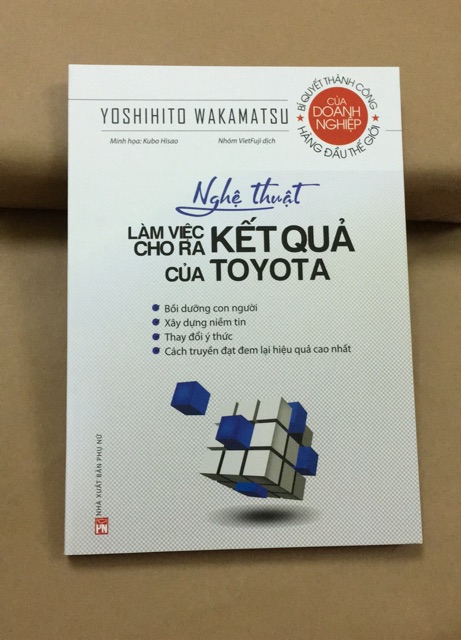 YOSHIHITO WAKAMATSU
Minh họa: Kubo Hisao
Nhóm VietFuji dịch
BÍ QUYẾT THÀNH CÔNG
CỦA
DOANH
NGHIỆP
HÀNG ĐẦU THẾ GIỚI
Nghệ thuật
LÀM VIỆC
CHO RA KẾT QUẢ
CỦA TOYOTA
Bồi dưỡng con người
Xây dựng niềm tin
Thay đổi ý thức
Cách truyền đạt đem lại hiệu quả cao nhất
NHÀ XUẤT BẢN PHỤ NỮ
PN